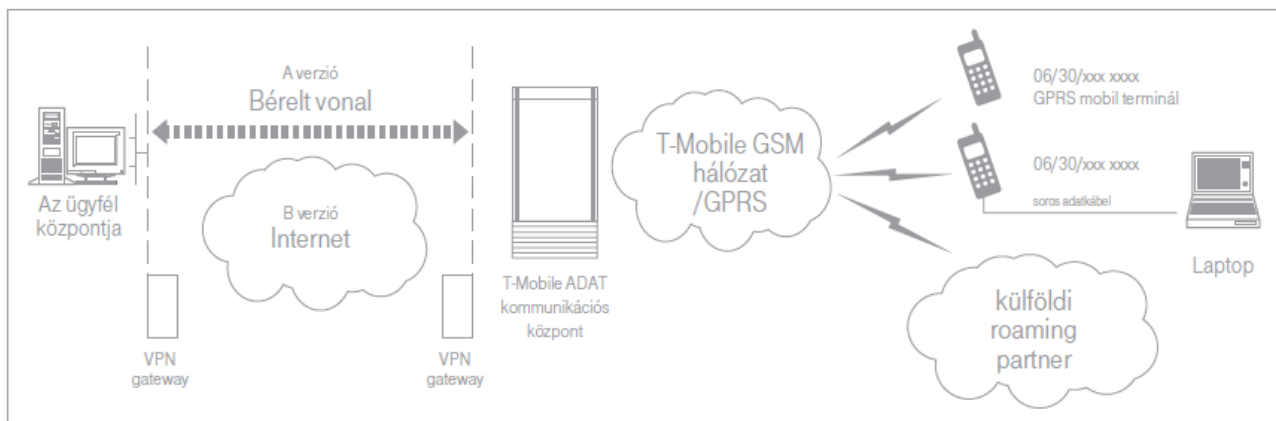 A verzió
Bérelt vonal
Az ügyfél
központja
B verzió
Internet
VPN
gateway
VPN
gateway
T-Mobile ADAT
kommunikációs
központ
T-Mobile GSM
hálózat
/GPRS
06/30/xxx xxxx
GPRS mobil terminál
06/30/xxx xxxx
soros adatkábel
Laptop
külföldi
roaming
partner